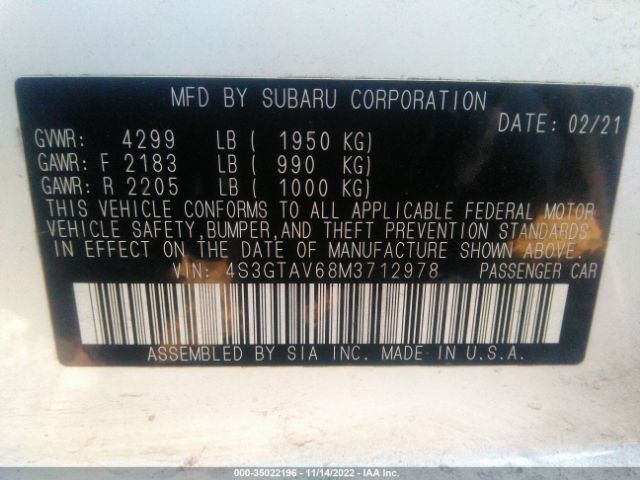 MFD BY SUBARU CORPORATION
DATE: 02/21
GVWR: 4299 LB ( 1950 KG)
GAWR: F 2183 LB ( 990 KG)
GAWR: R 2205 LB ( 1000 KG)
THIS VEHICLE CONFORMS TO ALL APPLICABLE FEDERAL MOTOR
VEHICLE SAFETY,BUMPER,AND THEFT PREVENTION STANDARDS
IN EFFECT ON THE DATE OF MANUFACTURE SHOWN ABOVE.
VIN: 4S3GTAV68M3712978 PASSENGER CAR
ASSEMBLED BY SIA INC. MADE IN U.S.A.
000-35022196 - 11/14/2022 - IAA Inc.